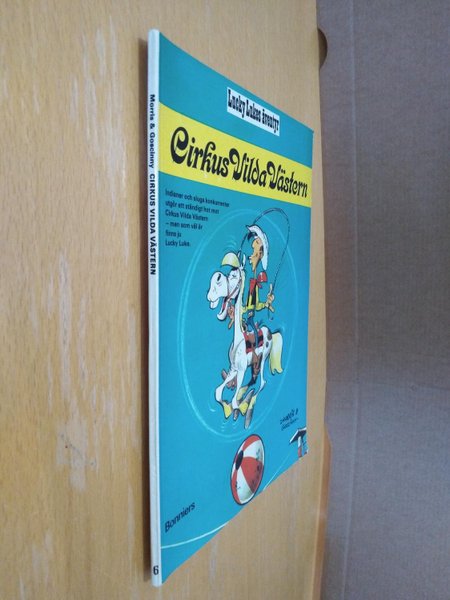 Morris & Goscinny CIRKUS VILDA VÄSTERN
6
Lucky Lukes äventyr
Cirkus Vilda Västern
Indianer och sluga konkurrenter
utgör ett ständigt hot mot
Cirkus Vilda Västern
– men som väl är
finns ju
Lucky Luke.
Bonniers